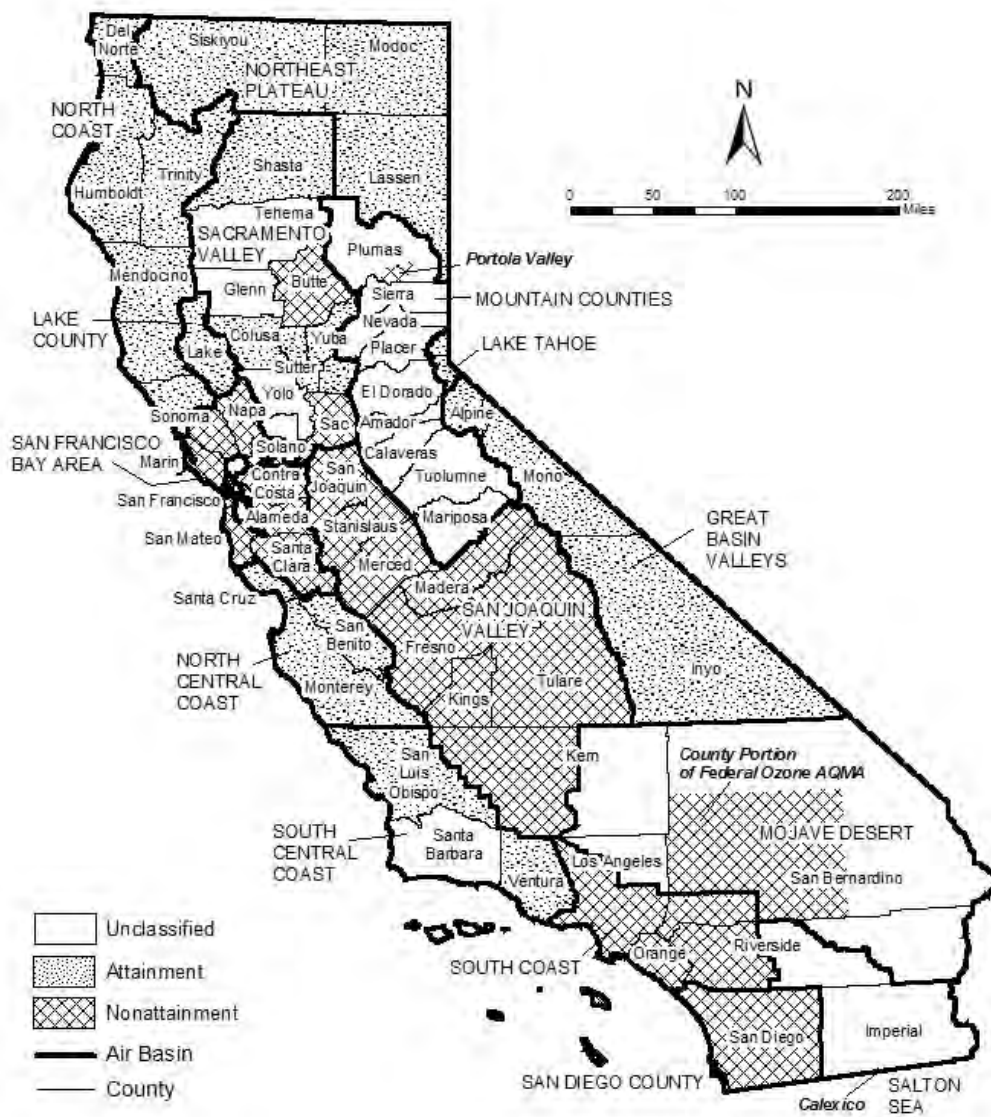 Del
Norte
Siskiyou
Modoc
NORTHEAST
PLATEAU
N
NORTH
COAST
Shasta
Trinity
Lassen
Humboldt
0 50 100 200
Miles
Tehema
SACRAMENTO
VALLEY
Plumas
Portola Valley
Mendocino
Butte
Glenn
Sierra
MOUNTAIN COUNTIES
Nevada
LAKE
COUNTY
Colusa
Yuba
Placer
Lake
LAKE TAHOE
Sutter
Yolo
El Dorado
Napa
Sonoma
Sac
Amador
Alpine
SAN FRANCISCO
BAY AREA
Solano
Calaveras
Marin
Contra
Costa
San
Joaquin
Tuolumne
Mono
San Francisco
Alameda
Stanislaus
Mariposa
GREAT
BASIN
VALLEYS
San Mateo
Santa
Clara
Merced
Madera
Santa Cruz
SAN JOAQUIN
VALLEY
San
Benito
Fresno
NORTH
CENTRAL
COAST
Monterey
Kings
Tulare
Inyo
Kern
County Portion
of Federal Ozone AQMA
San
Luis
Obispo
MOJAVE DESERT
SOUTH
CENTRAL
COAST
Santa
Barbara
Los Angeles
San Bernardino
Ventura
Unclassified
Riverside
Orange
SOUTH COAST
Attainment
Nonattainment
San Diego
Imperial
Air Basin
County
SAN DIEGO COUNTY
Calexico
SALTON
SEA